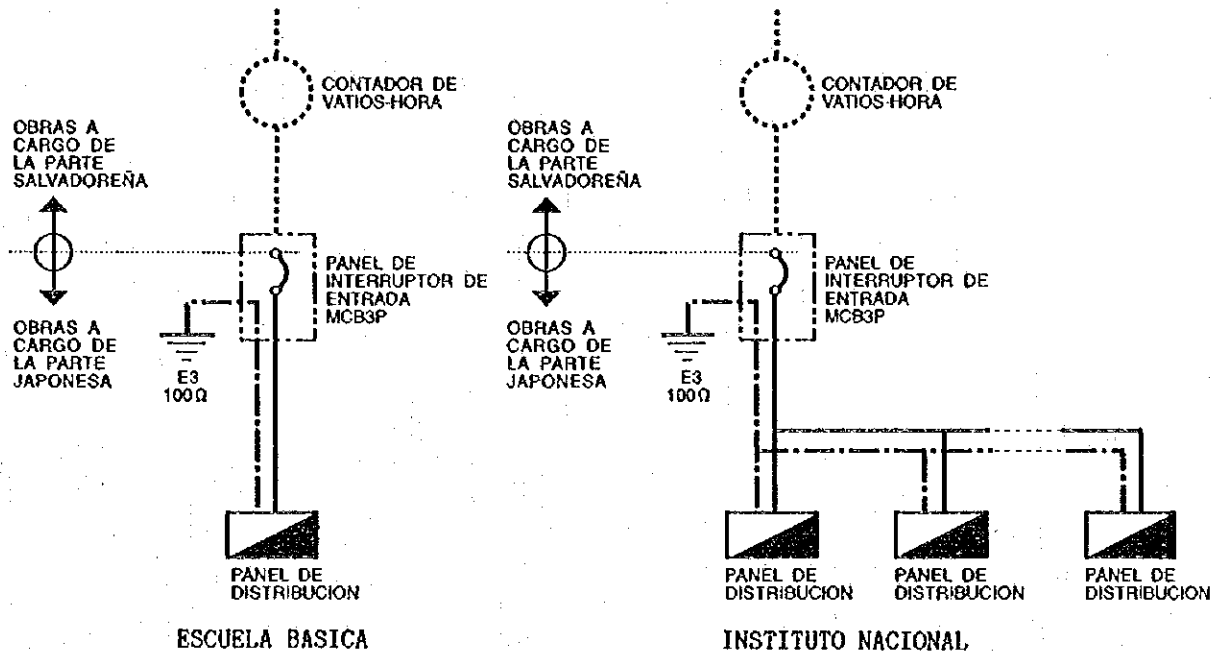 CONTADOR DE
VATIOS-HORA
OBRAS A
CARGO DE
LA PARTE
SALVADOREÑA
PANEL DE
INTERRUPTOR DE
ENTRADA
MCB3P
OBRAS A
CARGO DE
LA PARTE
JAPONESA
E3
100Ω
PANEL DE
DISTRIBUCION
ESCUELA BASICA
CONTADOR DE
VATIOS-HORA
OBRAS A
CARGO DE
LA PARTE
SALVADOREÑA
PANEL DE
INTERRUPTOR DE
ENTRADA
MCB3P
OBRAS A
CARGO DE
LA PARTE
JAPONESA
E3
100Ω
PANEL DE
DISTRIBUCION
PANEL DE
DISTRIBUCION
PANEL DE
DISTRIBUCION
INSTITUTO NACIONAL